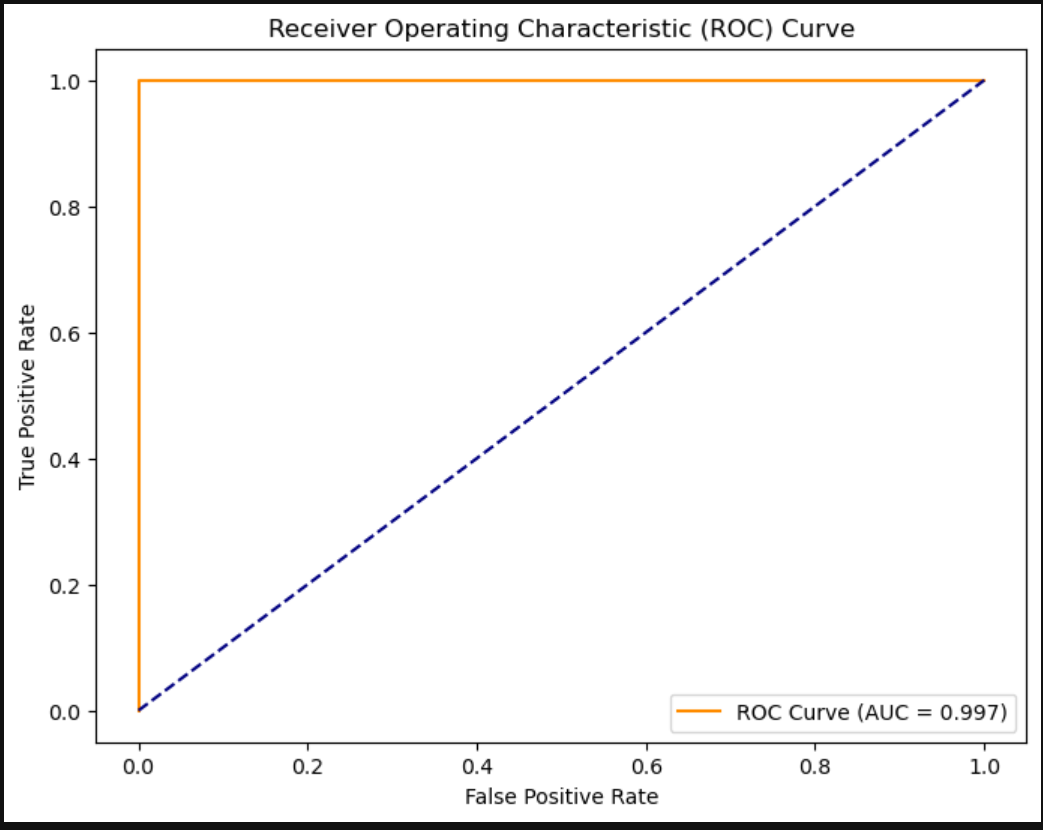 Receiver Operating Characteristic (ROC) Curve
1.0
0.8
0.6
0.4
0.2
0.0
True Positive Rate
ROC Curve (AUC = 0.997)
0.0 0.2 0.4 0.6 0.8 1.0
False Positive Rate